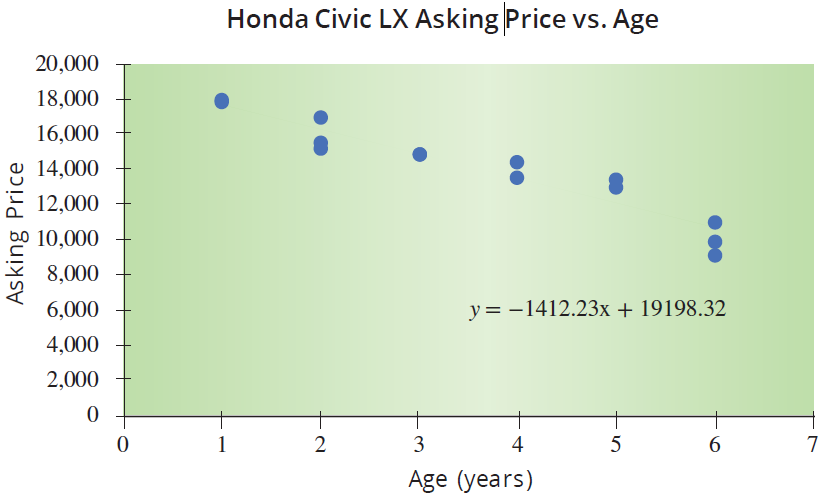 Honda Civic LX Asking Price vs. Age
20,000
18,000
16,000
14,000
12,000
10,000
8,000
6,000
4,000
2,000
0
Asking Price
y = −1412.23x + 19198.32
0 1 2 3 4 5 6 7
Age (years)